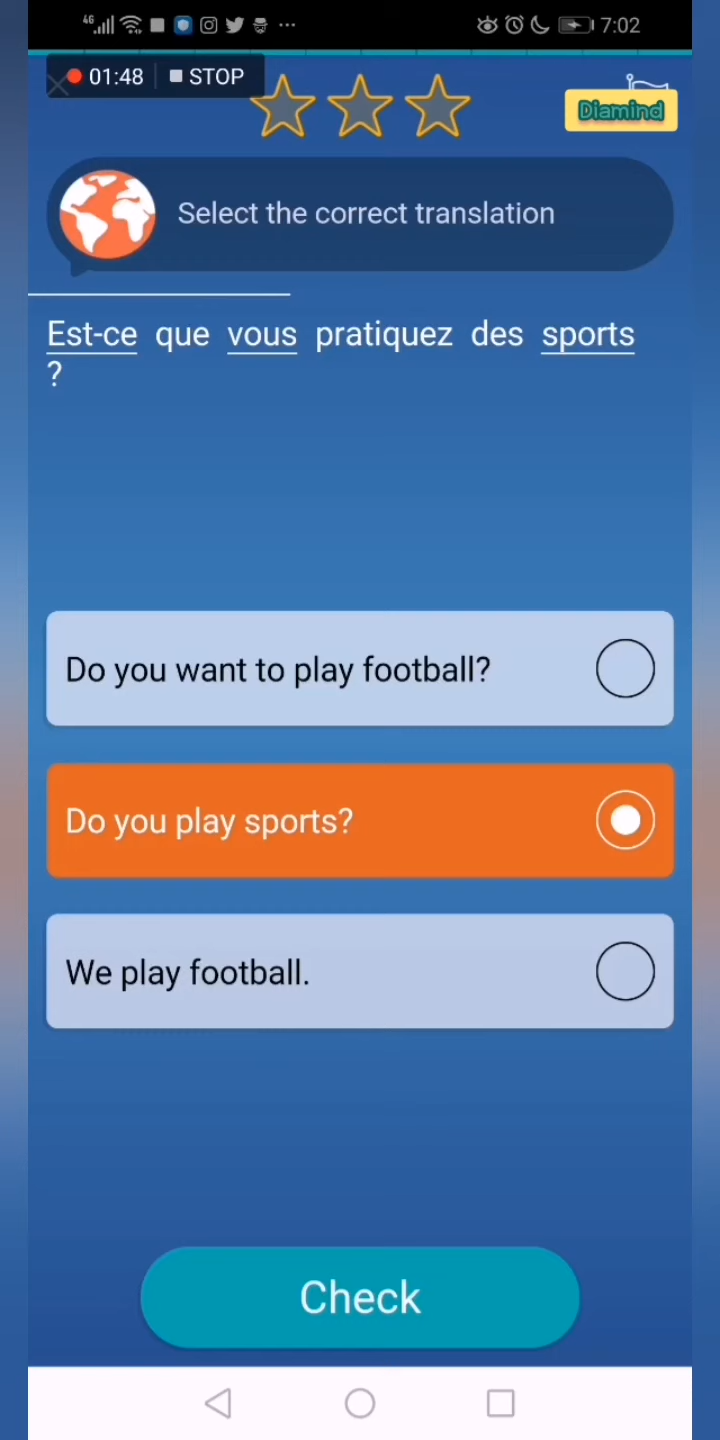 4G 7:02
01:48 STOP
Diamind
Select the correct translation
Est-ce que vous pratiquez des sports
?
Do you want to play football?
Do you play sports?
We play football.
Check